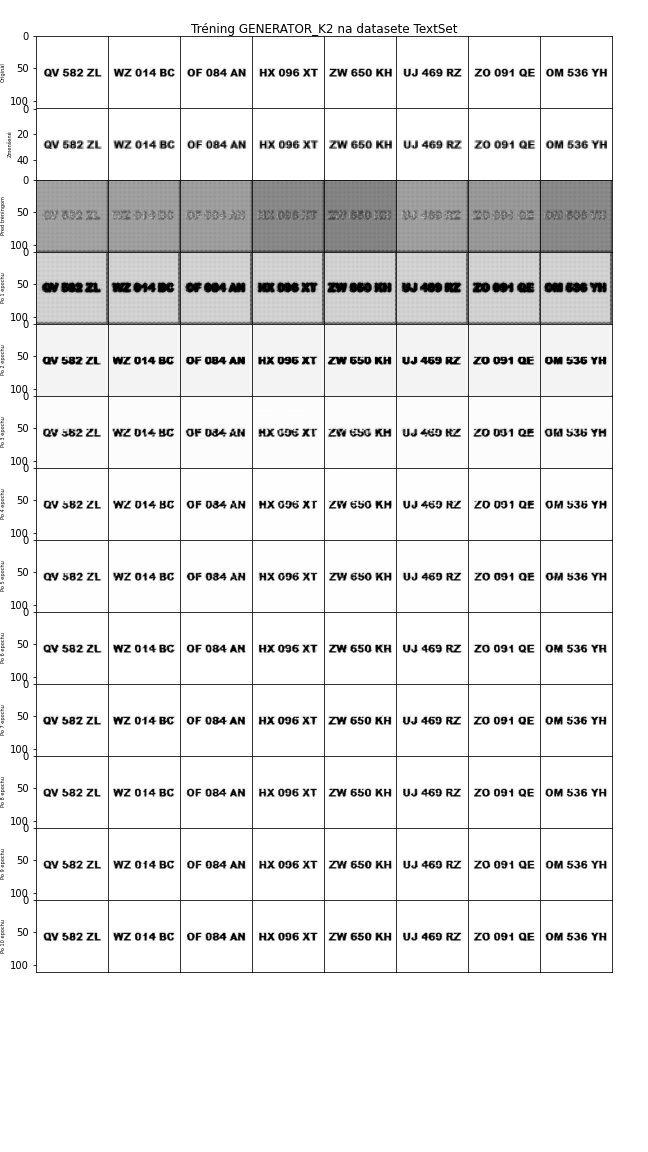 Tréning GENERATOR_K2 na datasete TextSet
0
50
100
Originál
QV 582 ZL WZ 014 BC OF 084 AN HX 096 XT ZW 650 KH UJ 469 RZ ZO 091 QE OM 536 YH
0
20
40
Zmenšené
QV 582 ZL WZ 014 BC OF 084 AN HX 096 XT ZW 650 KH UJ 469 RZ ZO 091 QE OM 536 YH
0
50
100
Pred tréningom
QV 582 ZL WZ 014 BC OF 084 AN HX 096 XT ZW 650 KH UJ 469 RZ ZO 091 QE OM 536 YH
0
50
100
Po 1 epochu
QV 582 ZL WZ 014 BC OF 084 AN HX 096 XT ZW 650 KH UJ 469 RZ ZO 091 QE OM 536 YH
0
50
100
Po 2 epochu
QV 582 ZL WZ 014 BC OF 084 AN HX 096 XT ZW 650 KH UJ 469 RZ ZO 091 QE OM 536 YH
0
50
100
Po 3 epochu
QV 582 ZL WZ 014 BC OF 084 AN HX 096 XT ZW 650 KH UJ 469 RZ ZO 091 QE OM 536 YH
0
50
100
Po 4 epochu
QV 582 ZL WZ 014 BC OF 084 AN HX 096 XT ZW 650 KH UJ 469 RZ ZO 091 QE OM 536 YH
0
50
100
Po 5 epochu
QV 582 ZL WZ 014 BC OF 084 AN HX 096 XT ZW 650 KH UJ 469 RZ ZO 091 QE OM 536 YH
0
50
100
Po 6 epochu
QV 582 ZL WZ 014 BC OF 084 AN HX 096 XT ZW 650 KH UJ 469 RZ ZO 091 QE OM 536 YH
0
50
100
Po 7 epochu
QV 582 ZL WZ 014 BC OF 084 AN HX 096 XT ZW 650 KH UJ 469 RZ ZO 091 QE OM 536 YH
0
50
100
Po 8 epochu
QV 582 ZL WZ 014 BC OF 084 AN HX 096 XT ZW 650 KH UJ 469 RZ ZO 091 QE OM 536 YH
0
50
100
Po 9 epochu
QV 582 ZL WZ 014 BC OF 084 AN HX 096 XT ZW 650 KH UJ 469 RZ ZO 091 QE OM 536 YH
0
50
100
Po 10 epochu
QV 582 ZL WZ 014 BC OF 084 AN HX 096 XT ZW 650 KH UJ 469 RZ ZO 091 QE OM 536 YH